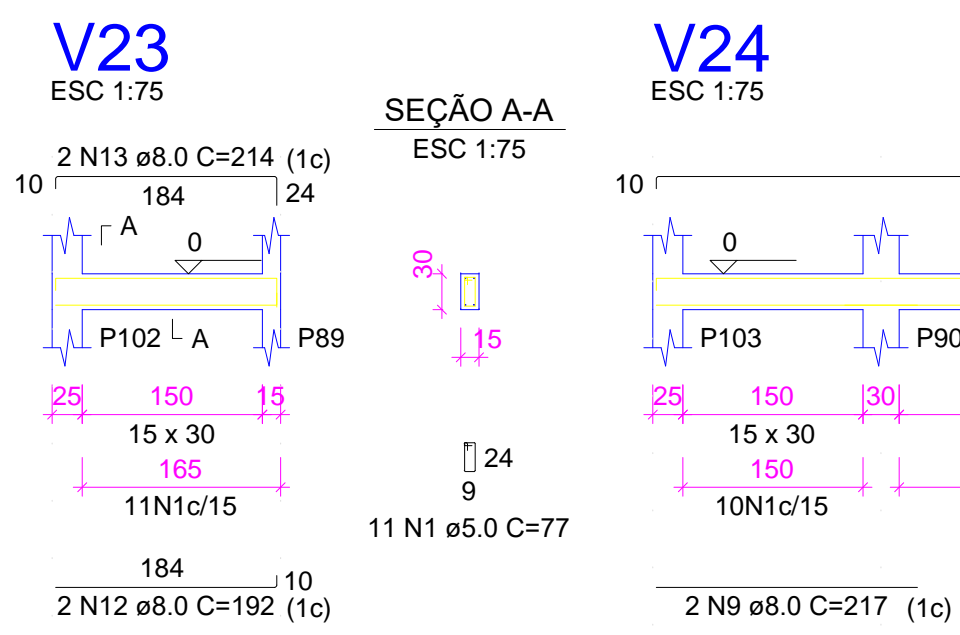 V23
ESC 1:75
2 N13 ø8.0 C=214 (1c)
10
184
24
A
0
P102
A
P89
25
150
15
15 x 30
165
11N1c/15
184
10
2 N12 ø8.0 C=192 (1c)
SEÇÃO A-A
ESC 1:75
30
15
24
9
11 N1 ø5.0 C=77
V24
ESC 1:75
10
0
P103
P90
25
150
30
15 x 30
150
10N1c/15
2 N9 ø8.0 C=217 (1c)